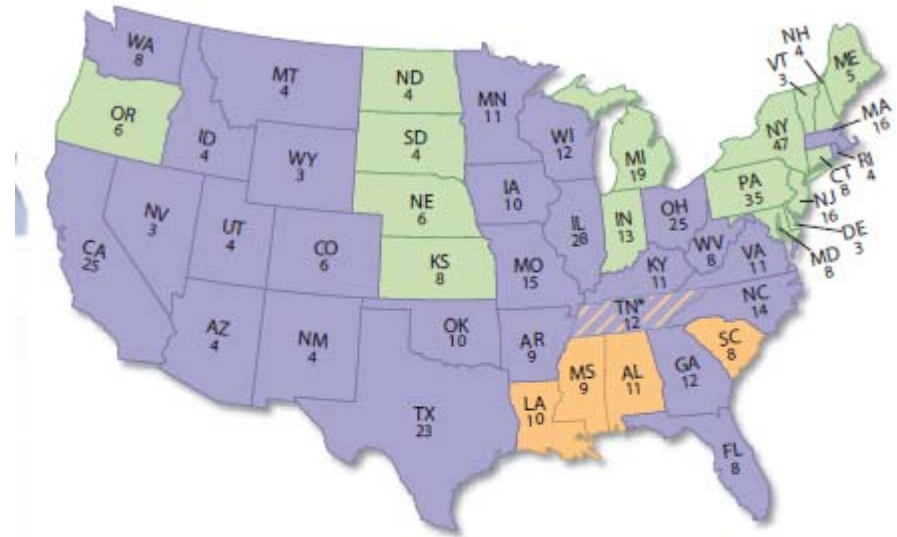 WA
8
OR
6
CA
25
ID
4
NV
3
MT
4
WY
3
UT
4
CO
6
AZ
4
NM
4
ND
4
SD
4
NE
6
KS
8
OK
10
TX
23
MN
11
IA
10
MO
15
AR
9
LA
10
WI
12
IL
28
MI
19
IN
13
OH
25
KY
11
TN*
12
MS
9
AL
11
GA
12
FL
8
SC
8
NC
14
VA
11
WV
8
PA
35
NY
47
VT
3
NH
4
ME
5
MA
16
RI
4
CT
8
NJ
16
DE
3
MD
8